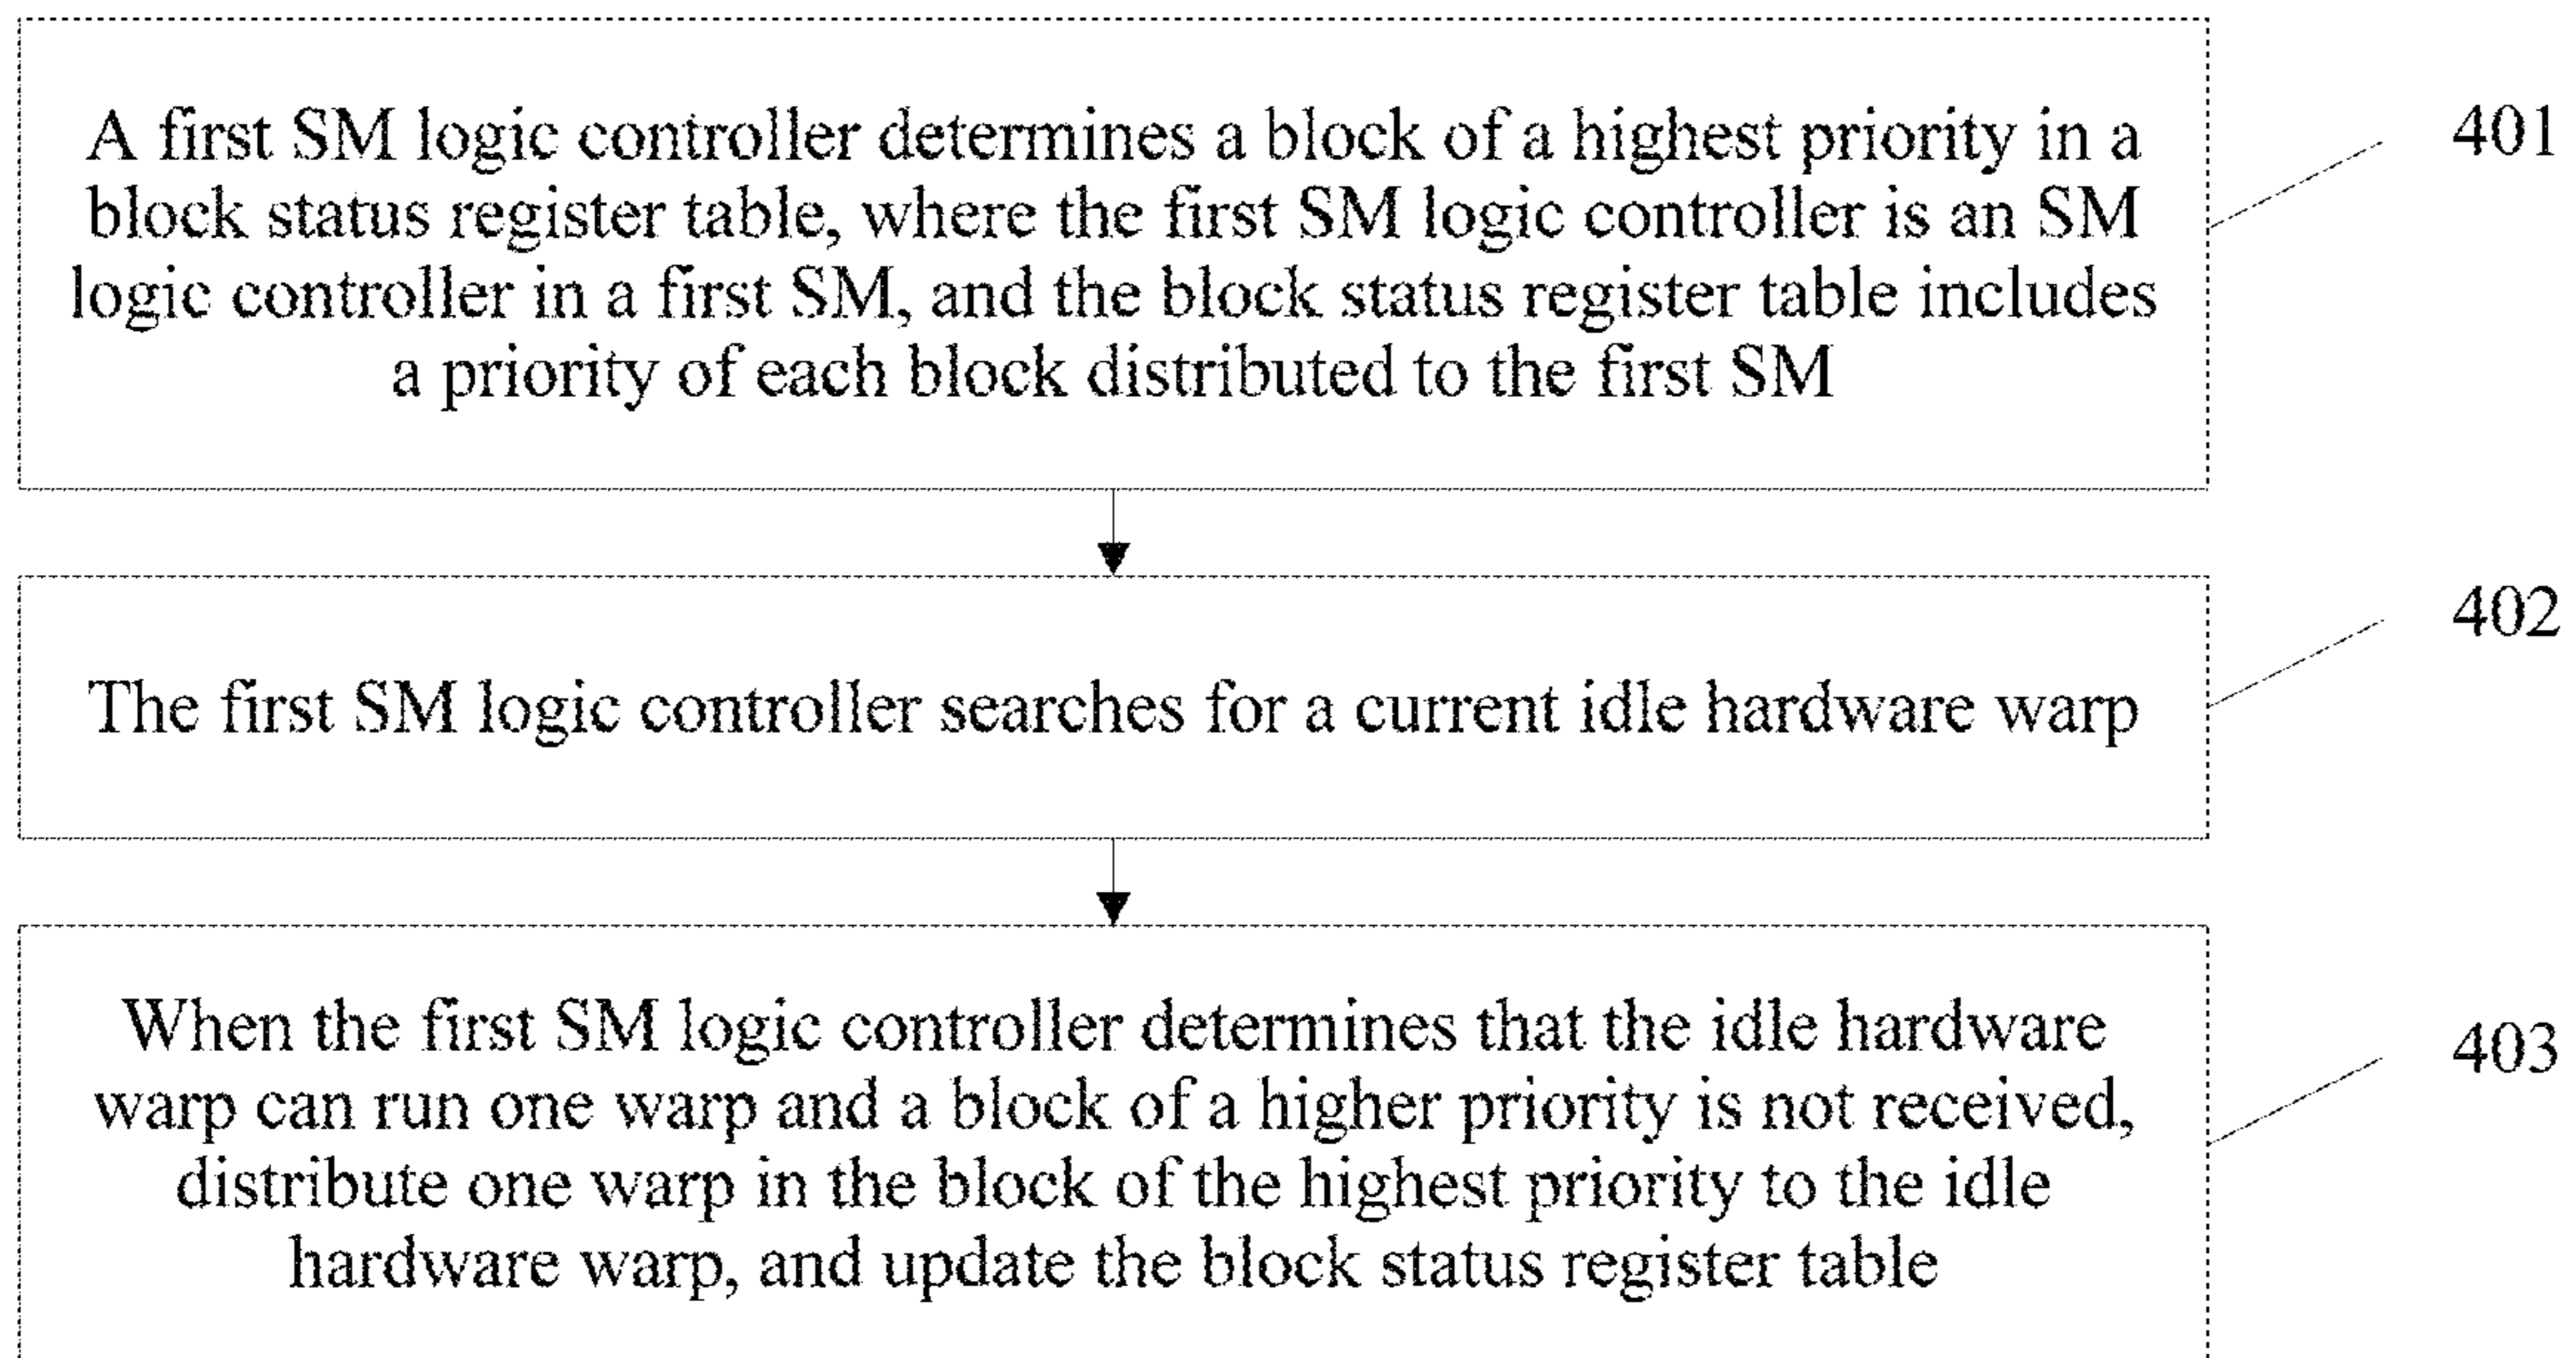 A first SM logic controller determines a block of a highest priority in a
block status register table, where the first SM logic controller is an SM
logic controller in a first SM, and the block status register table includes
a priority of each block distributed to the first SM
401
The first SM logic controller searches for a current idle hardware warp
402
When the first SM logic controller determines that the idle hardware
warp can run one warp and a block of a higher priority is not received,
distribute one warp in the block of the highest priority to the idle
hardware warp, and update the block status register table
403